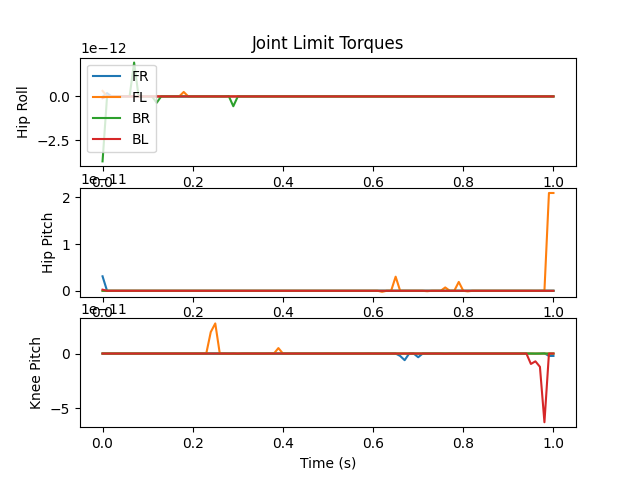 Joint Limit Torques
1e−12
Hip Roll
0.0
−2.5
FR
FL
BR
BL
0.0 0.2 0.4 0.6 0.8 1.0
1e−11
Hip Pitch
2
1
0
0.0 0.2 0.4 0.6 0.8 1.0
1e−11
Knee Pitch
0
−5
0.0 0.2 0.4 0.6 0.8 1.0
Time (s)